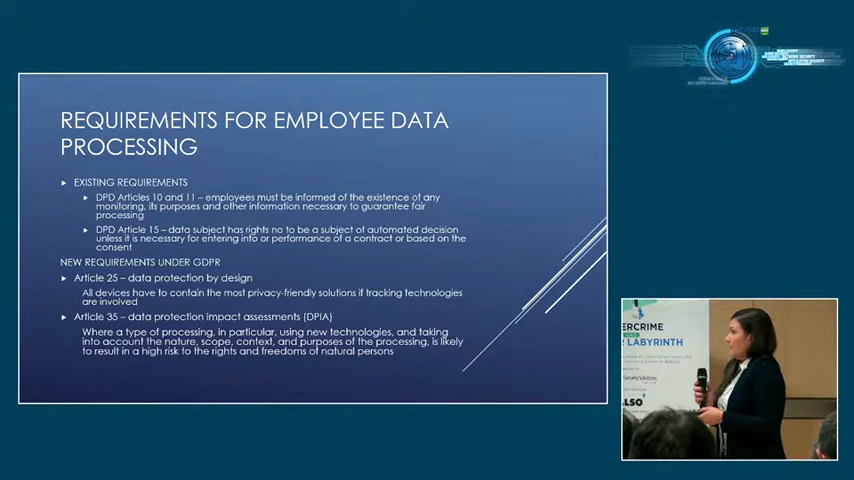 REQUIREMENTS FOR EMPLOYEE DATA
PROCESSING
EXISTING REQUIREMENTS
DPD Articles 10 and 11 – employees must be informed of the existence of any
monitoring, its purposes and other information necessary to guarantee fair
processing
DPD Article 15 – data subject has rights no to be a subject of automated decision
unless it is necessary for entering into or performance of a contract or based on the
consent
NEW REQUIREMENTS UNDER GDPR
Article 25 – data protection by design
All devices have to contain the most privacy-friendly solutions if tracking technologies
are involved
Article 35 – data protection impact assessments (DPIA)
Where a type of processing, in particular, using new technologies, and taking
into account the nature, scope, context, and purposes of the processing, is likely
to result in a high risk to the rights and freedoms of natural persons
ERCRIME
LABYRINTH
Security Solutions
ALSO